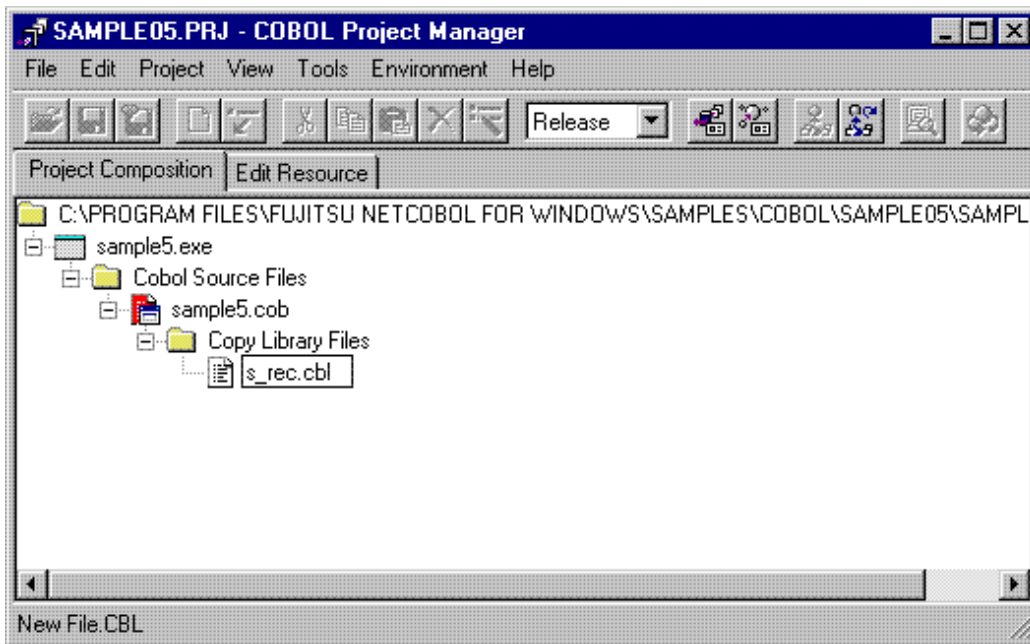 SAMPLE05.PRJ - COBOL Project Manager
File Edit Project View Tools Environment Help
Release
Project Composition Edit Resource
C:\PROGRAM FILES\FUJITSU NETCOBOL FOR WINDOWS\SAMPLES\COBOL\SAMPLE05\SAMPL
sample5.exe
Cobol Source Files
sample5.cob
Copy Library Files
s_rec.cbl
New File.CBL